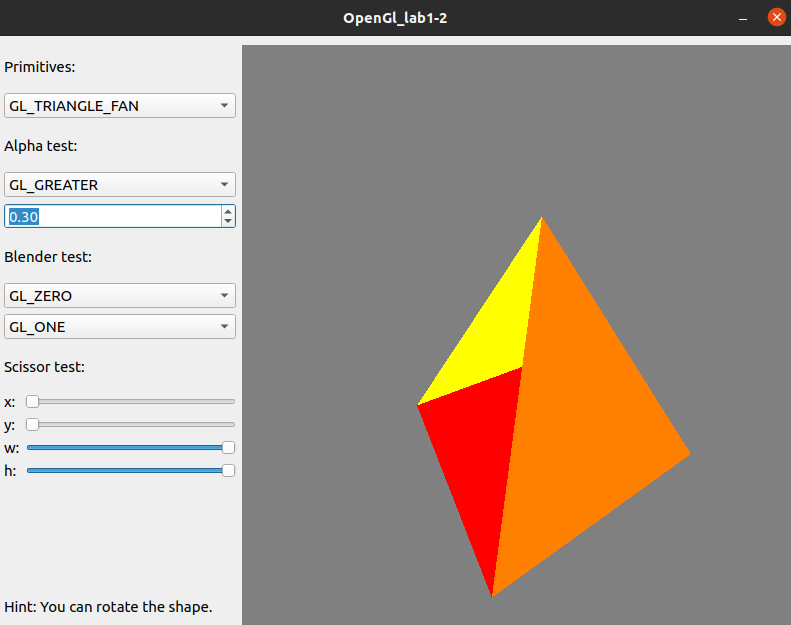 OpenGl_lab1-2
Primitives:
GL_TRIANGLE_FAN
Alpha test:
GL_GREATER
0.30
Blender test:
GL_ZERO
GL_ONE
Scissor test:
x:
y:
w:
h:
Hint: You can rotate the shape.